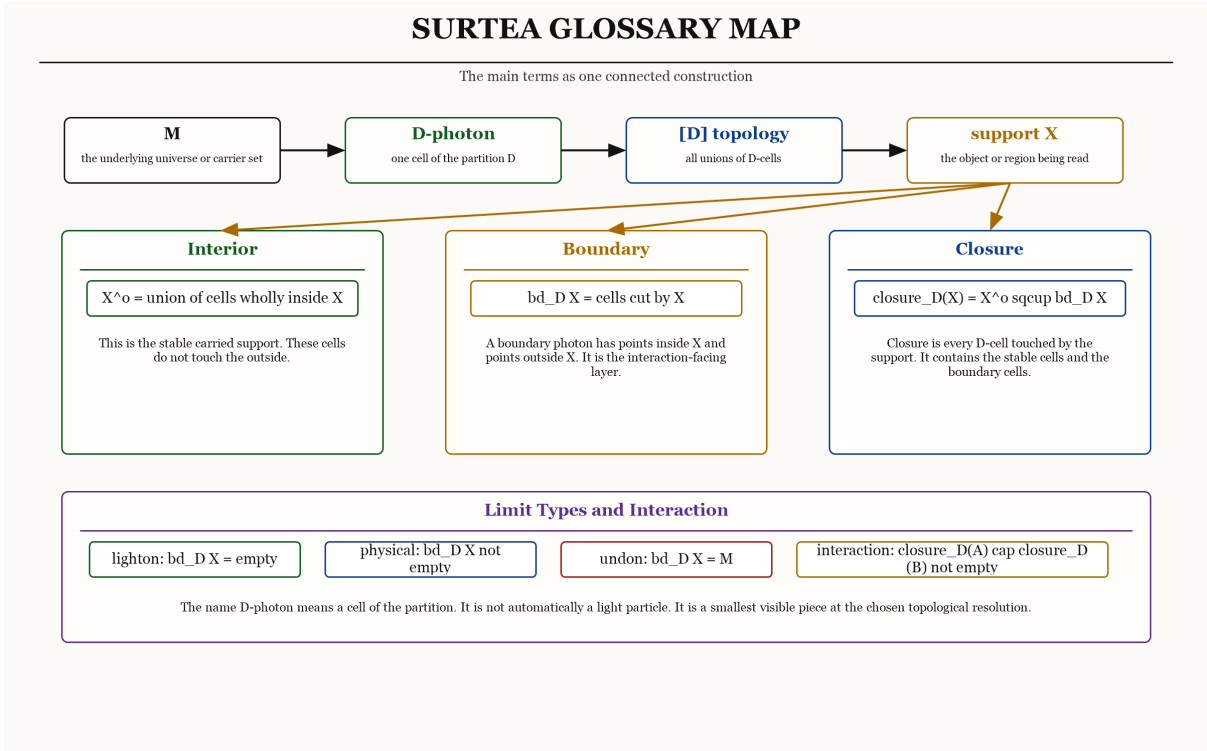 SURTEA GLOSSARY MAP
The main terms as one connected construction
M
the underlying universe or carrier set
D-photon
one cell of the partition D
[D] topology
all unions of D-cells
support X
the object or region being read
Interior
X^o = union of cells wholly inside X
This is the stable carried support. These cells
do not touch the outside.
Boundary
bd_D X = cells cut by X
A boundary photon has points inside X and
points outside X. It is the interaction-facing
layer.
Closure
closure_D(X) = X^o sqcup bd_D X
Closure is every D-cell touched by the
support. It contains the stable cells and the
boundary cells.
Limit Types and Interaction
lighton: bd_D X = empty
physical: bd_D X not
empty
undon: bd_D X = M
interaction: closure_D(A) cap closure_D
(B) not empty
The name D-photon means a cell of the partition. It is not automatically a light particle. It is a smallest visible piece at the chosen topological resolution.